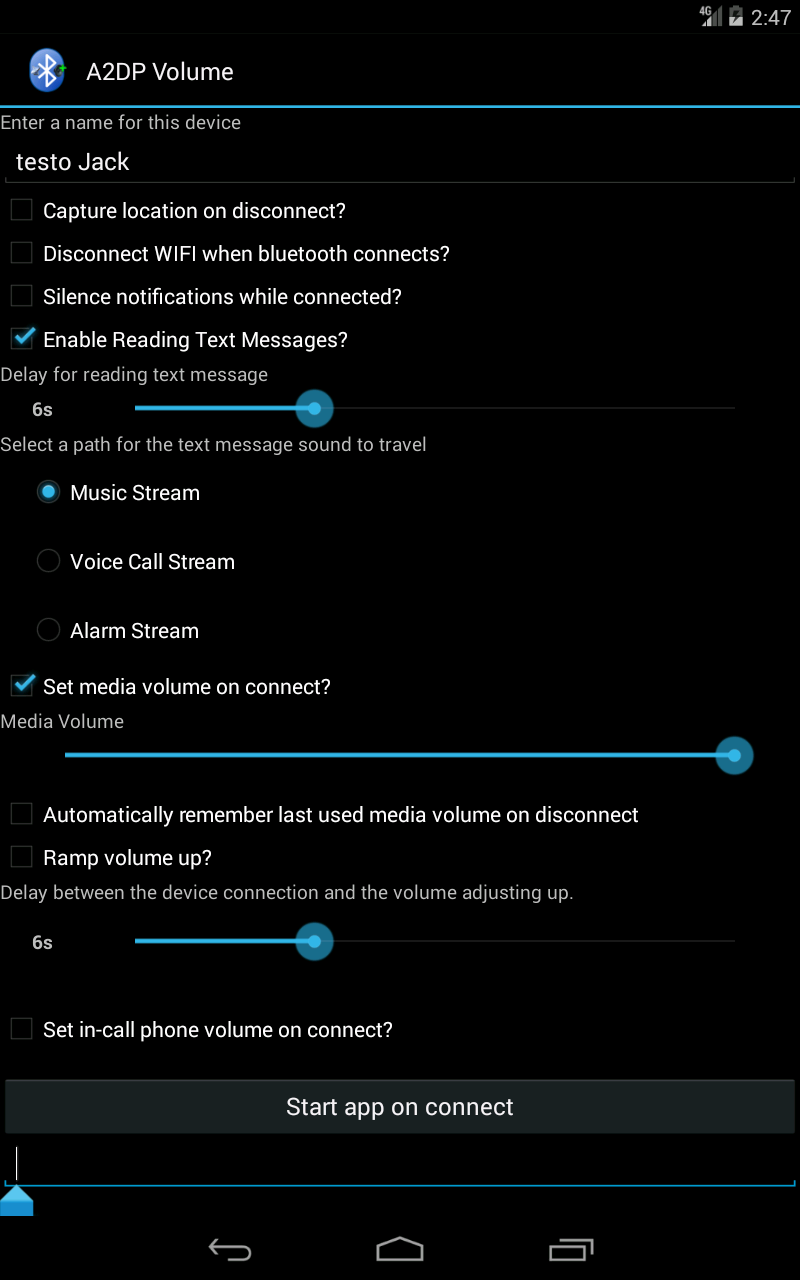 4G 2:47
A2DP Volume
Enter a name for this device
testo Jack
Capture location on disconnect?
Disconnect WIFI when bluetooth connects?
Silence notifications while connected?
Enable Reading Text Messages?
Delay for reading text message
6s
Select a path for the text message sound to travel
Music Stream
Voice Call Stream
Alarm Stream
Set media volume on connect?
Media Volume
Automatically remember last used media volume on disconnect
Ramp volume up?
Delay between the device connection and the volume adjusting up.
6s
Set in-call phone volume on connect?
Start app on connect